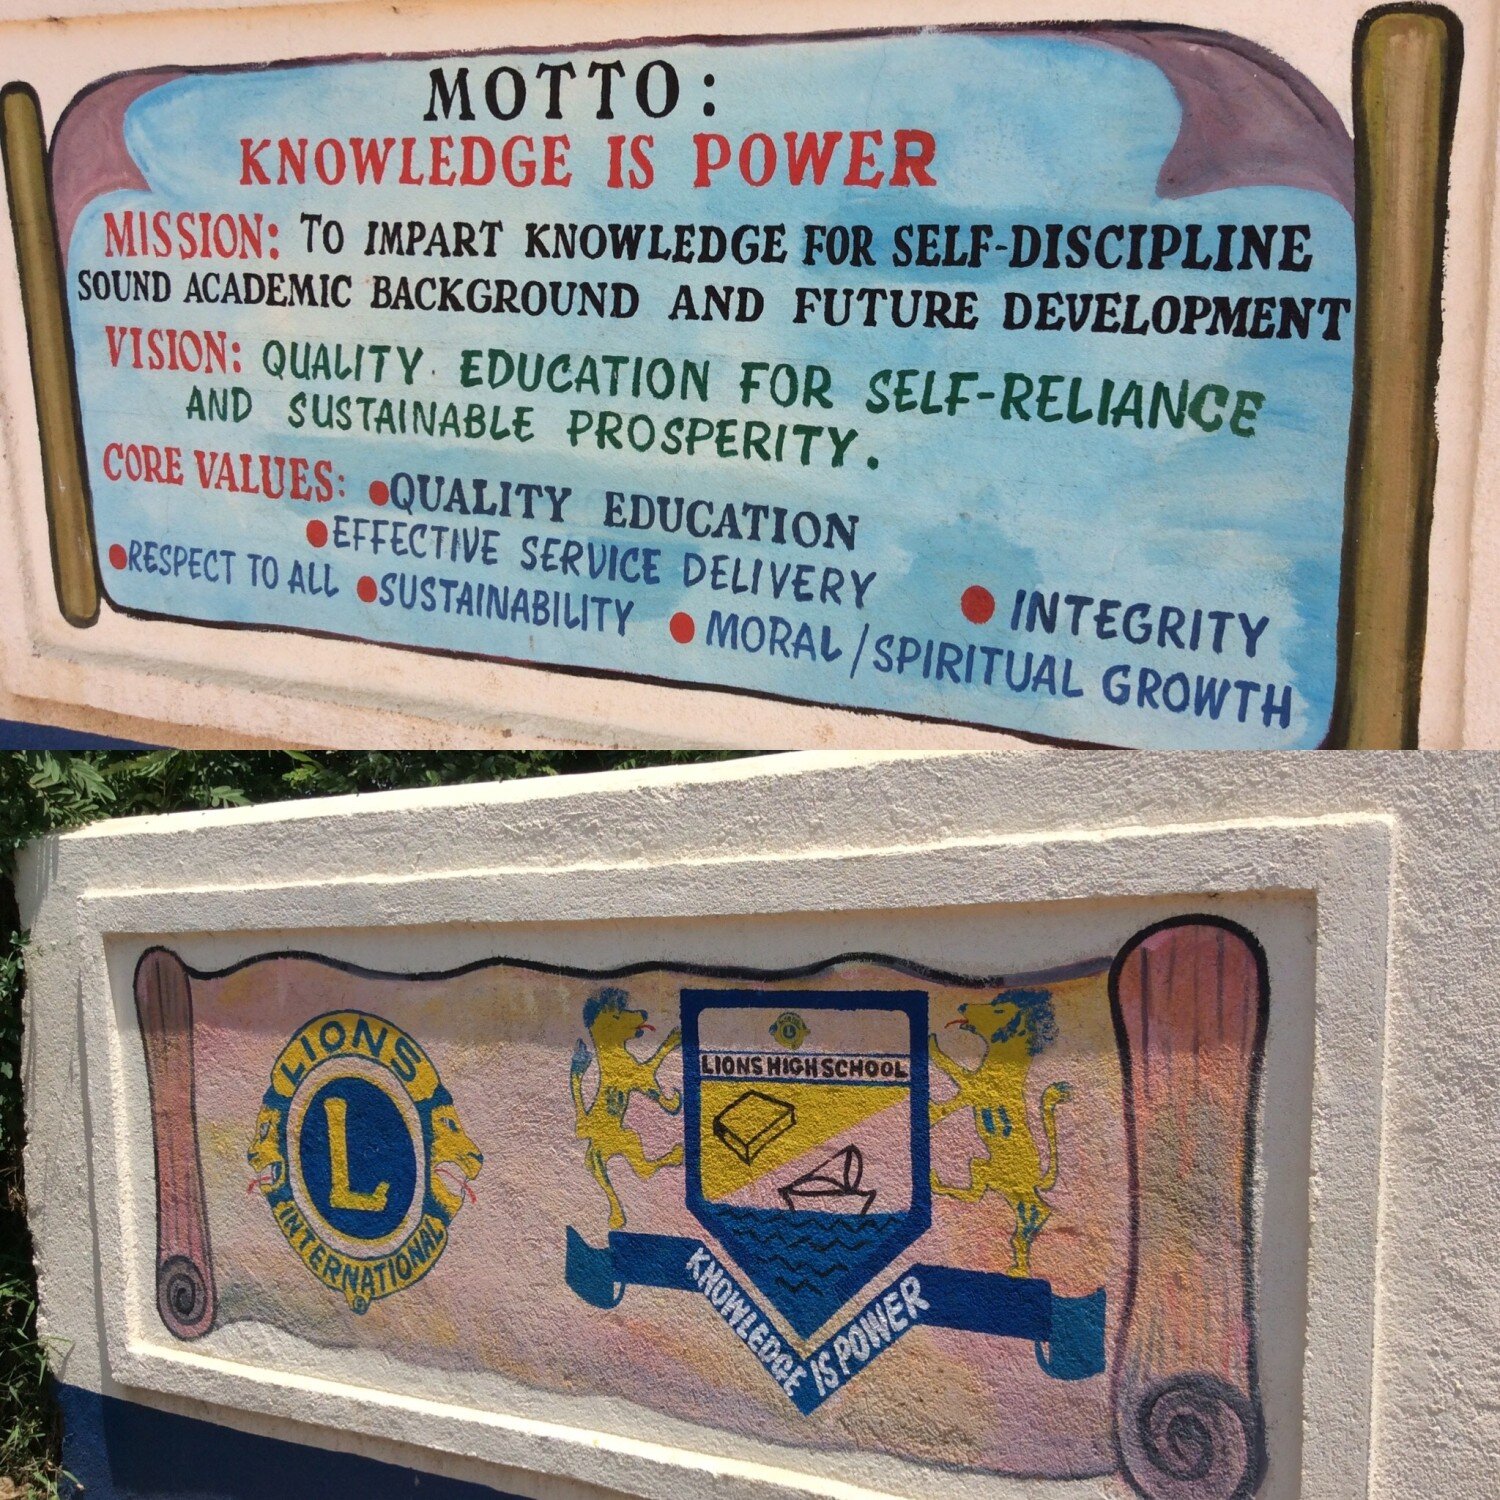 MOTTO:
KNOWLEDGE IS POWER
MISSION: TO IMPART KNOWLEDGE FOR SELF-DISCIPLINE
SOUND ACADEMIC BACKGROUND AND FUTURE DEVELOPMENT
VISION: QUALITY EDUCATION FOR SELF-RELIANCE
AND SUSTAINABLE PROSPERITY.
CORE VALUES: •QUALITY EDUCATION
•EFFECTIVE SERVICE DELIVERY • INTEGRITY
•RESPECT TO ALL •SUSTAINABILITY • MORAL/SPIRITUAL GROWTH
LIONS
L
INTERNATIONAL
®
L
LIONS HIGH SCHOOL
KNOWLEDGE IS POWER